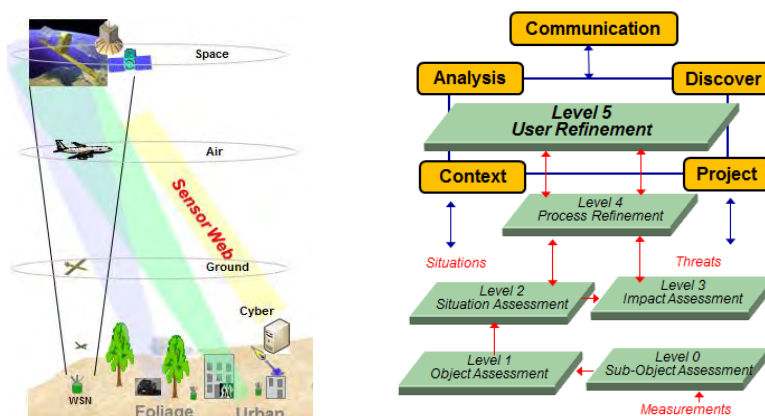 Space
Air
Sensor Web
Ground
Cyber
WSN
Foliage
Urban
Communication
Analysis
Discover
Level 5
User Refinement
Context
Project
Level 4
Process Refinement
Situations
Threats
Level 2
Situation Assessment
Level 3
Impact Assessment
Level 1
Object Assessment
Level 0
Sub-Object Assessment
Measurements